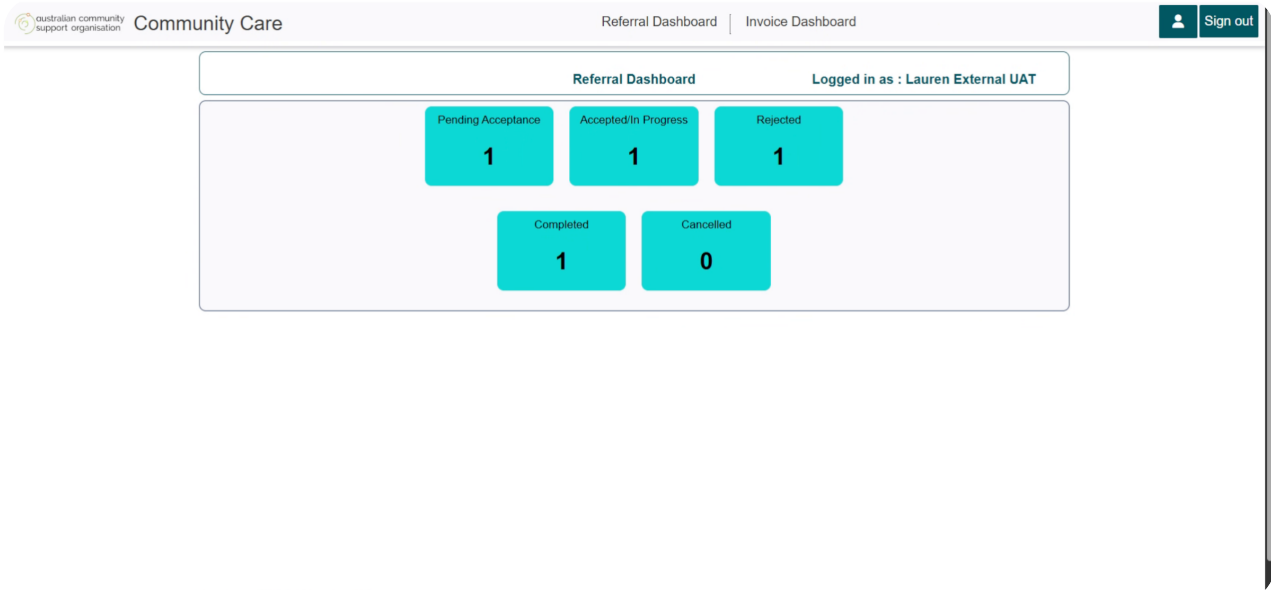 australian community
support organisation
Community Care
Referral Dashboard
Invoice Dashboard
Sign out
Referral Dashboard
Logged in as : Lauren External UAT
Pending Acceptance
Accepted/In Progress
Rejected
1
1
1
Completed
Cancelled
1
0